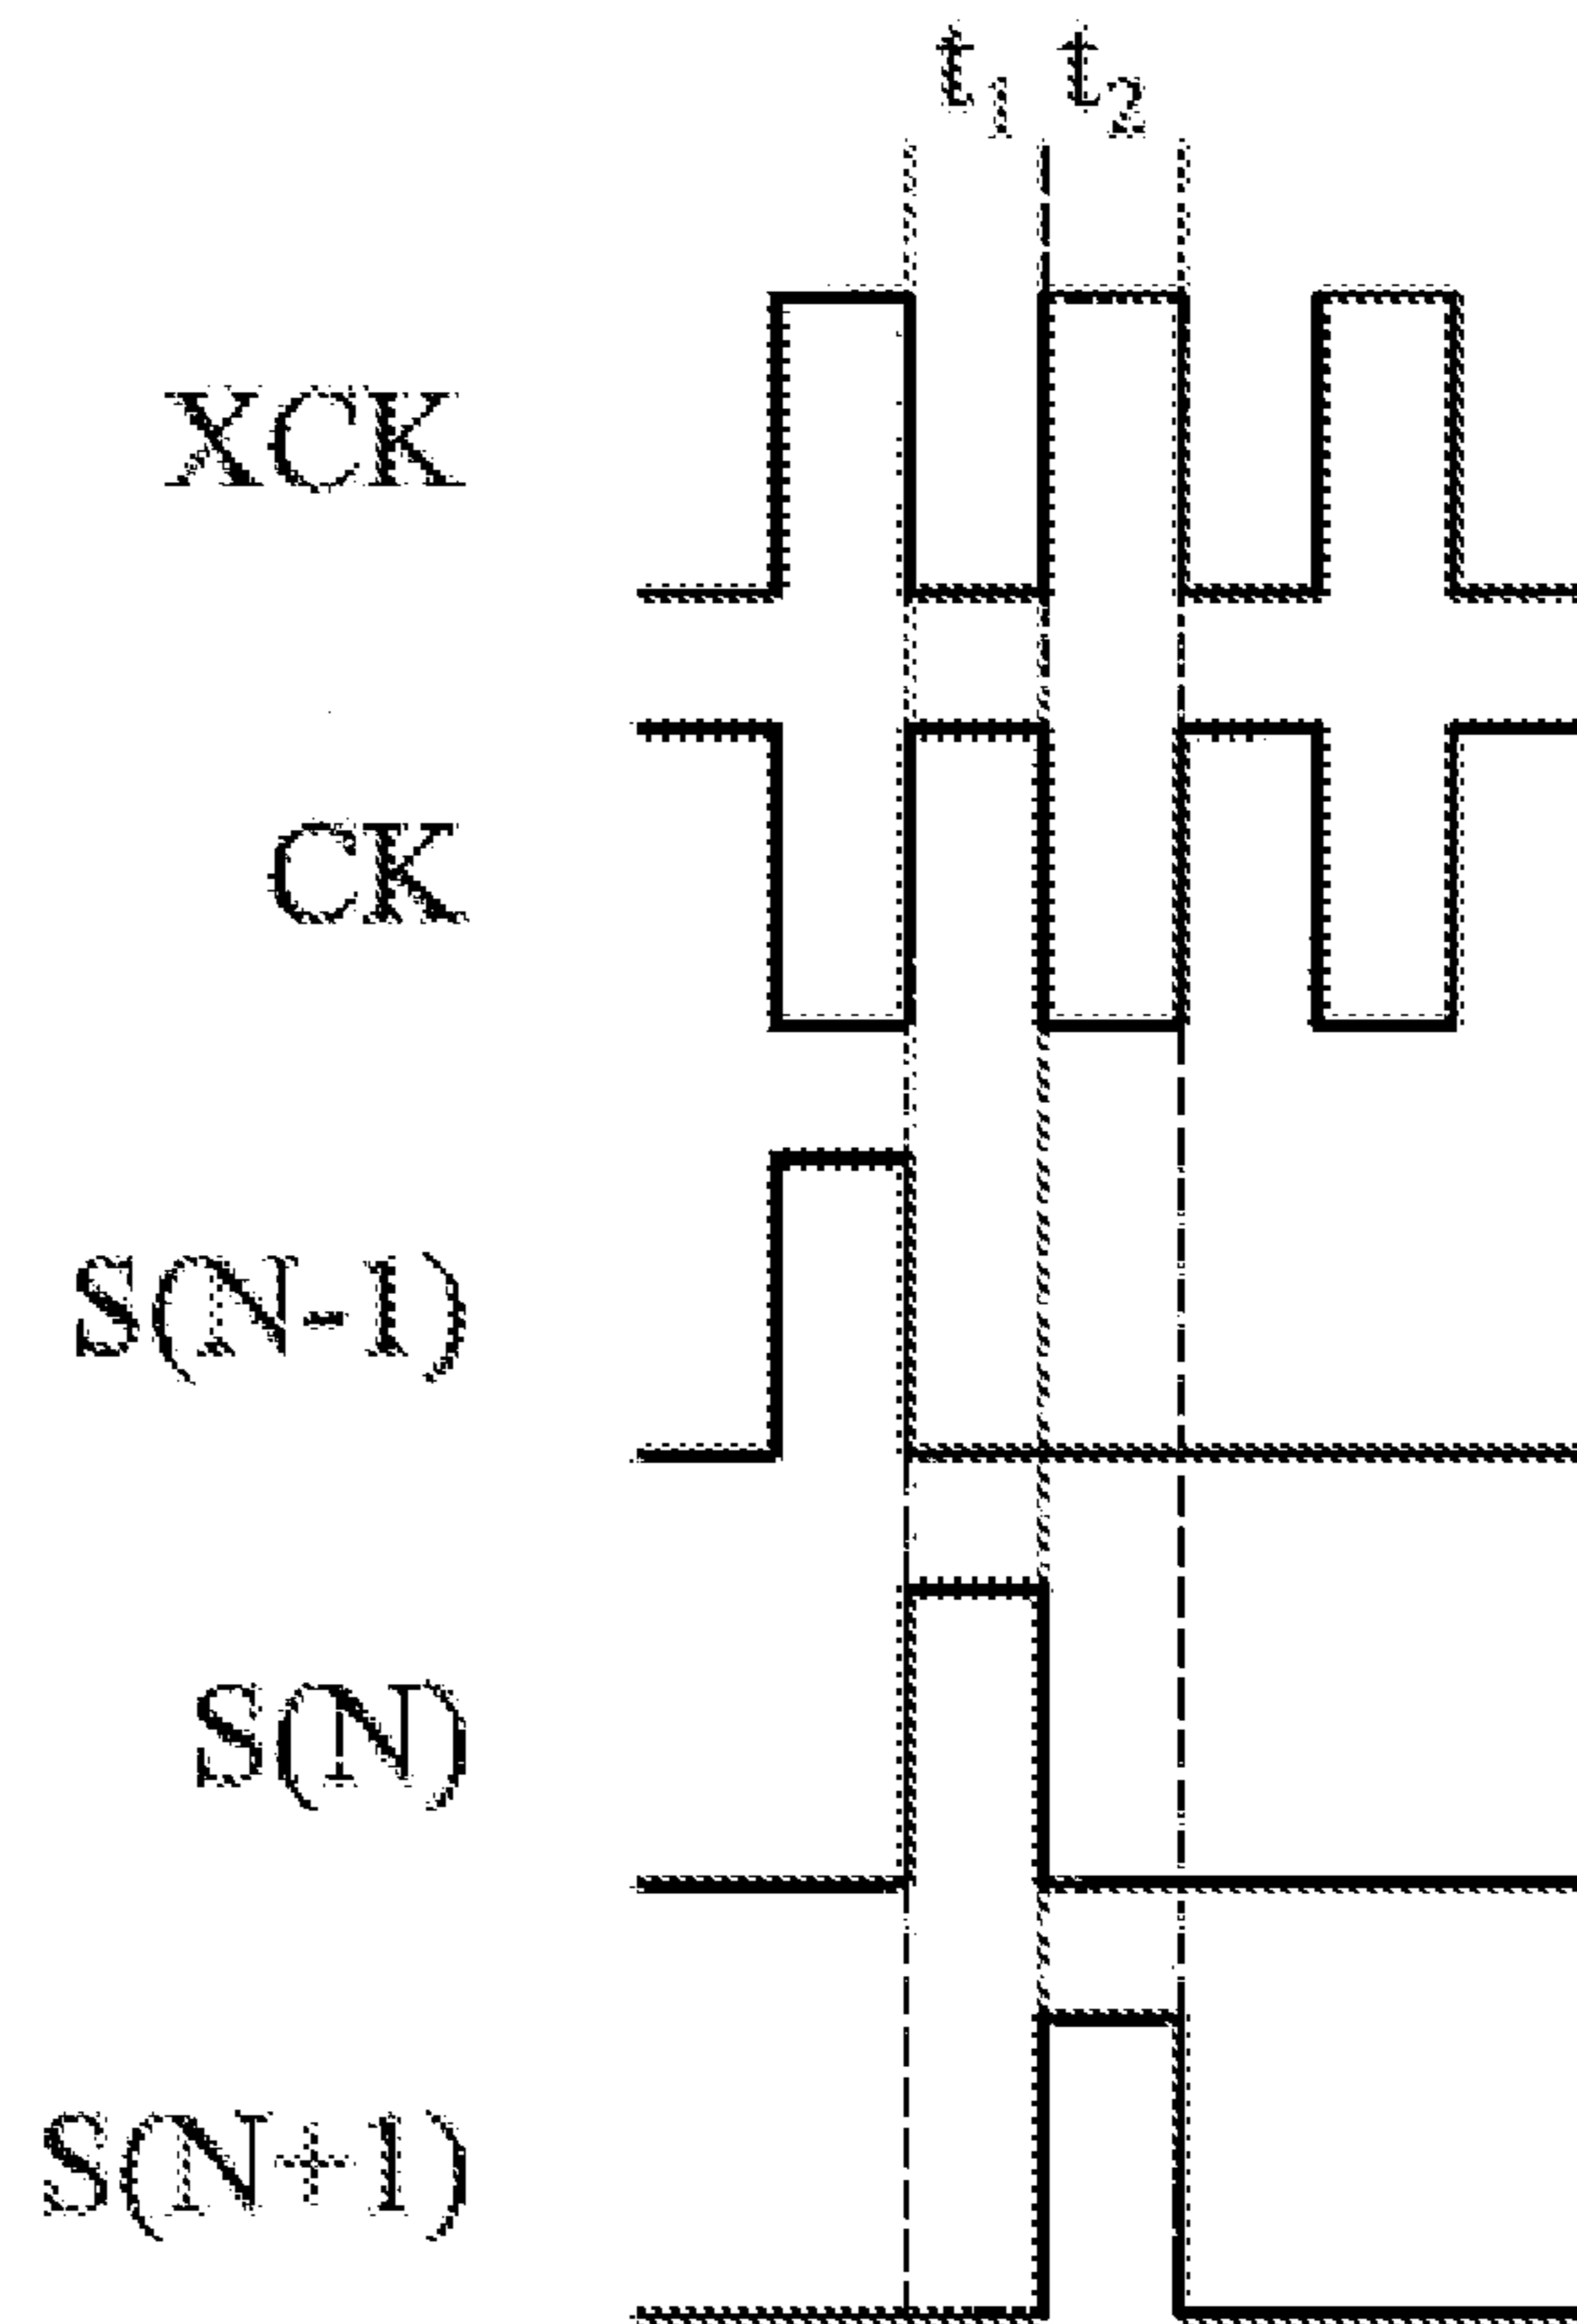 t₁ t₂
XCK
CK
S(N-1)
S(N)
S(N+1)